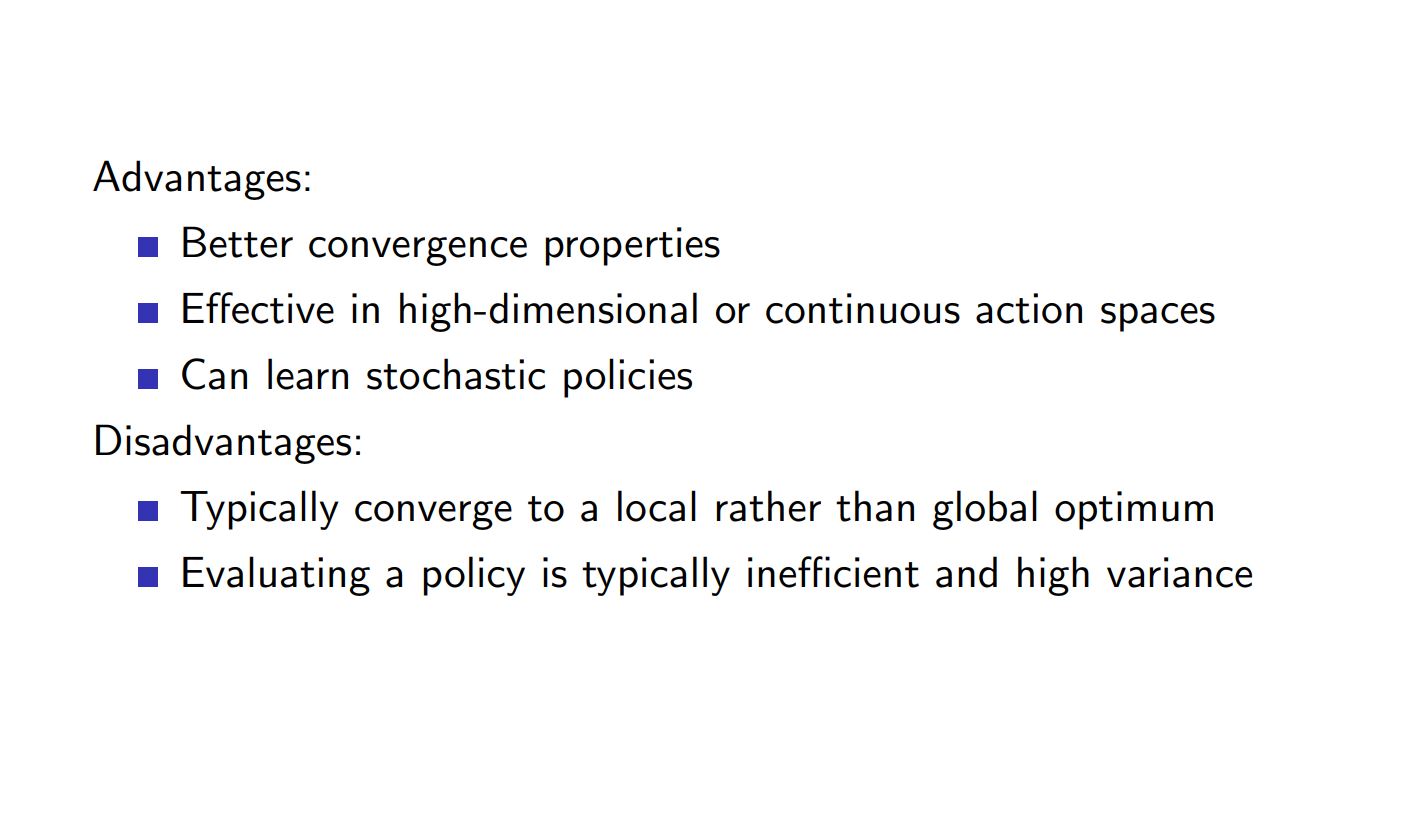 Advantages:
Better convergence properties
Effective in high-dimensional or continuous action spaces
Can learn stochastic policies
Disadvantages:
Typically converge to a local rather than global optimum
Evaluating a policy is typically inefficient and high variance